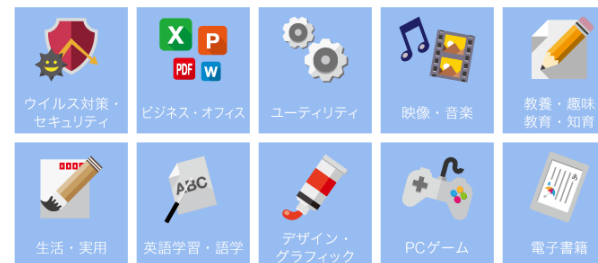 X
P
PDF
W
ウイルス対策・
セキュリティ
ビジネス・オフィス
ユーティリティ
映像・音楽
教養・趣味
教育・知育
ABC
あ
生活・実用
英語学習・語学
デザイン・
グラフィック
PCゲーム
電子書籍